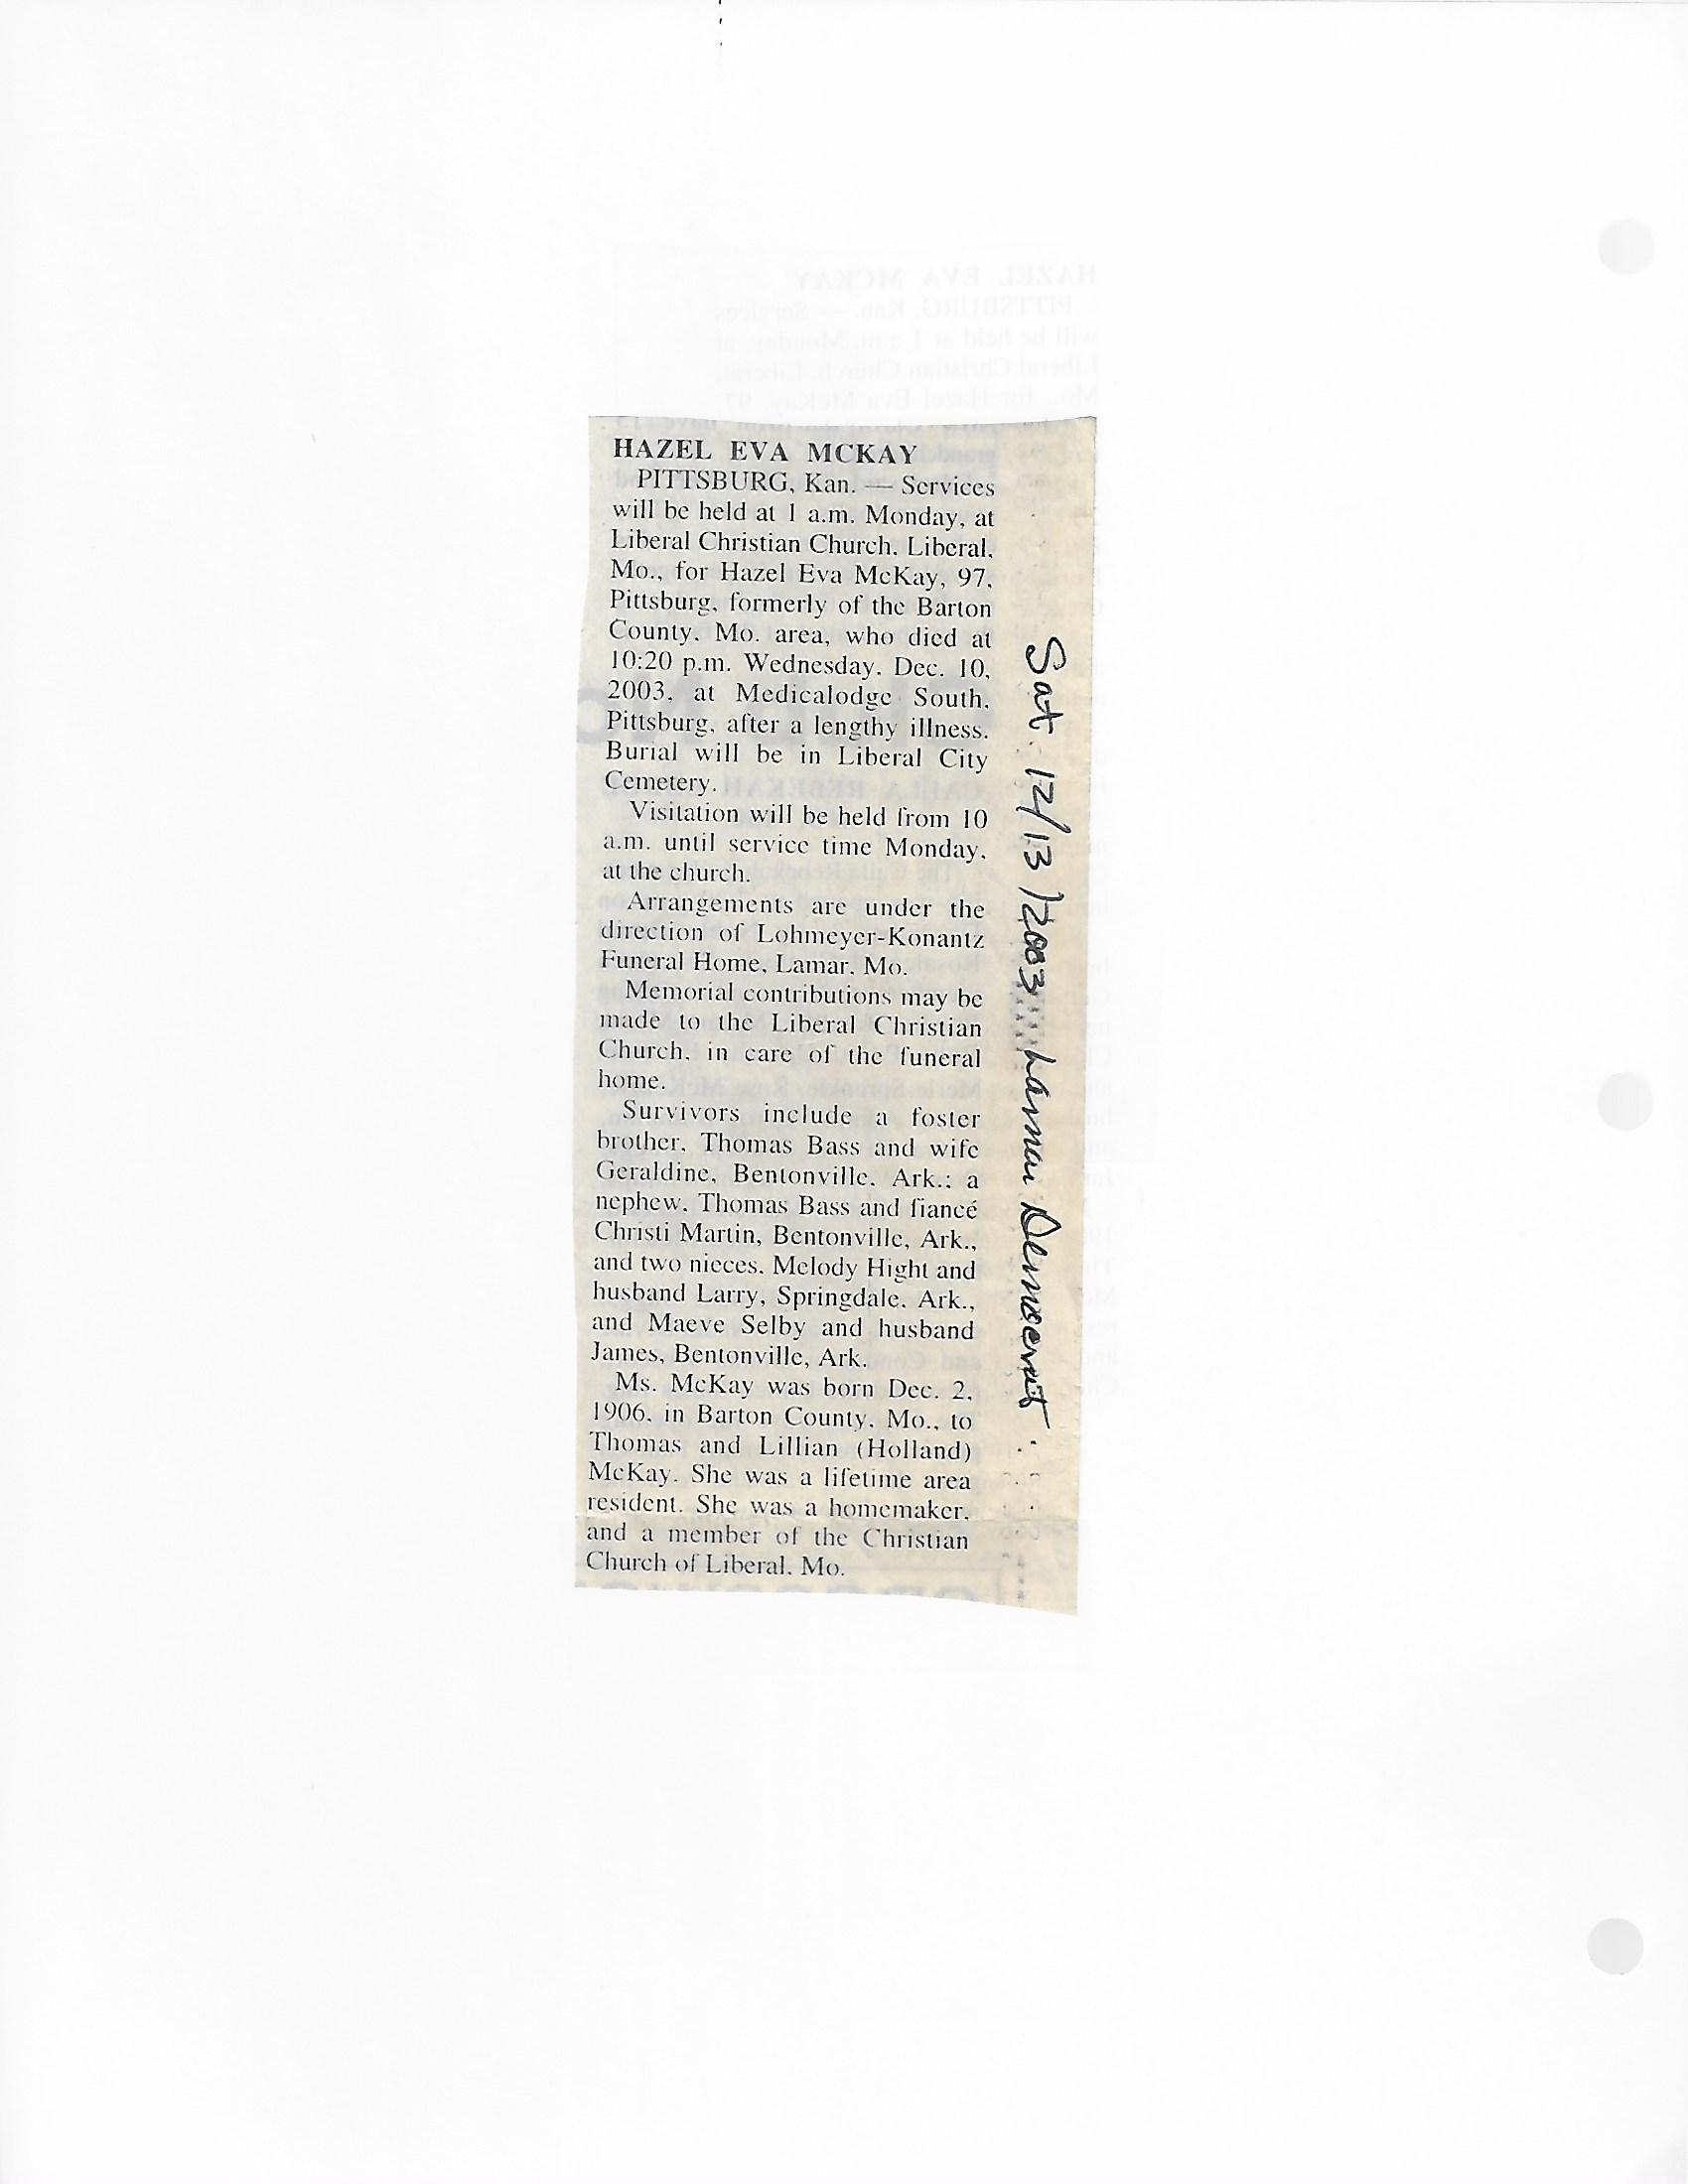 HAZEL EVA MCKAY
PITTSBURG, Kan. — Services
will be held at 1 a.m. Monday, at
Liberal Christian Church, Liberal,
Mo., for Hazel Eva McKay, 97,
Pittsburg, formerly of the Barton
County, Mo. area, who died at
10:20 p.m. Wednesday, Dec. 10,
2003, at Medicalodge South,
Pittsburg, after a lengthy illness.
Burial will be in Liberal City
Cemetery.
Visitation will be held from 10
a.m. until service time Monday,
at the church.
Arrangements are under the
direction of Lohmeyer-Konantz
Funeral Home, Lamar, Mo.
Memorial contributions may be
made to the Liberal Christian
Church, in care of the funeral
home.
Survivors include a foster
brother, Thomas Bass and wife
Geraldine, Bentonville, Ark.; a
nephew, Thomas Bass and fiancé
Christi Martin, Bentonville, Ark.,
and two nieces, Melody Hight and
husband Larry, Springdale, Ark.,
and Maeve Selby and husband
James, Bentonville, Ark.
Ms. McKay was born Dec. 2,
1906, in Barton County, Mo., to
Thomas and Lillian (Holland)
McKay. She was a lifetime area
resident. She was a homemaker,
and a member of the Christian
Church of Liberal, Mo.
Sat. 12/13/2003 Lamar Democrat